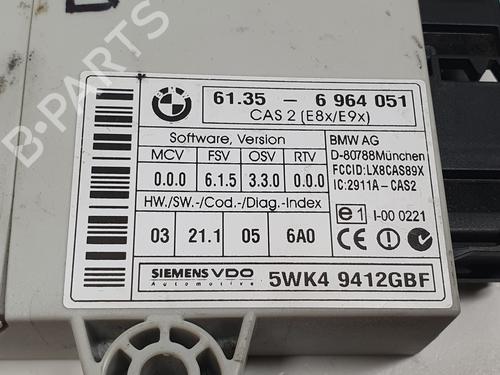 B-PARTS
BMW
61.35 - 6 964 051
CAS 2 (E8x/E9x)
Software, Version
MCV FSV OSV RTV
0.0.0 6.1.5 3.3.0 0.0.0
HW./SW.-/Cod.-/Diag.-Index
03 21.1 05 6A0
BMW AG
D-80788München
FCCID:LX8CAS89X
IC:2911A-CAS2
e1 I-00 0221
CE
SIEMENS VDO
Automotive
5WK4 9412GBF